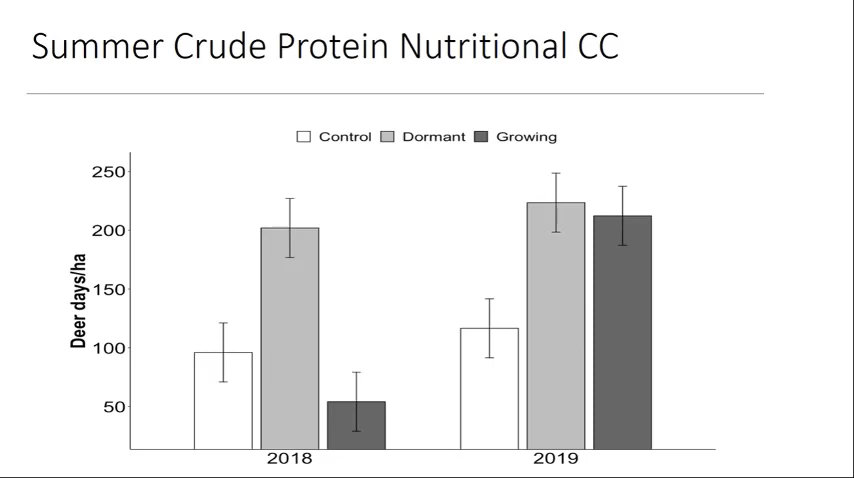 Summer Crude Protein Nutritional CC
Control Dormant Growing
250
200
150
100
50
Deer days/ha
2018 2019